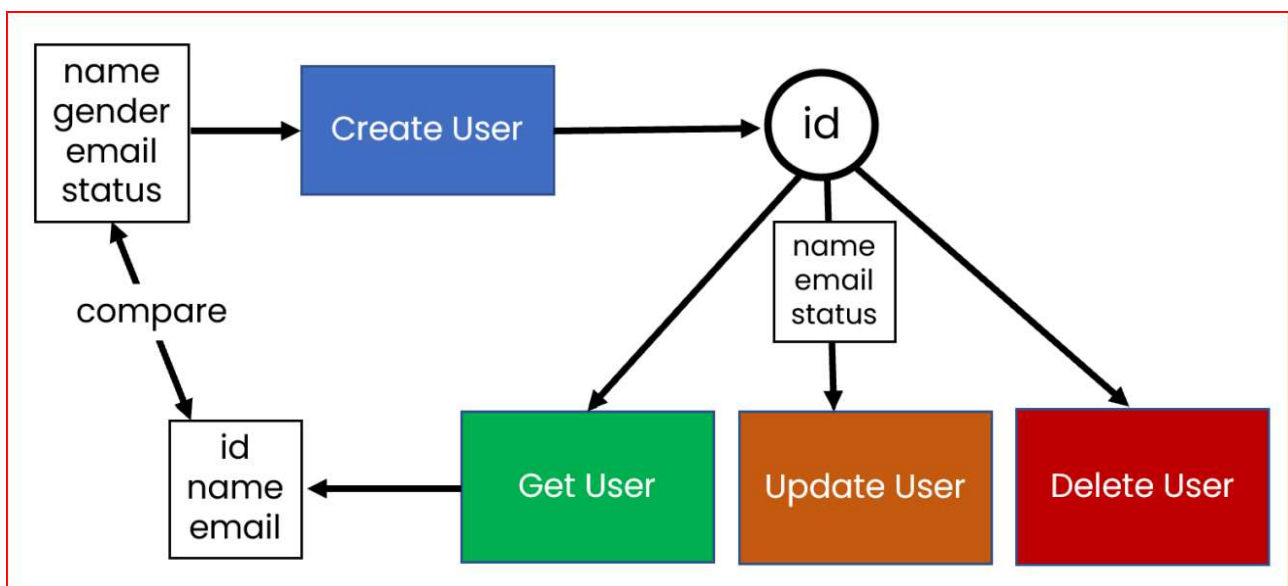 name
gender
email
status
Create User
id
name
email
status
compare
id
name
email
Get User
Update User
Delete User